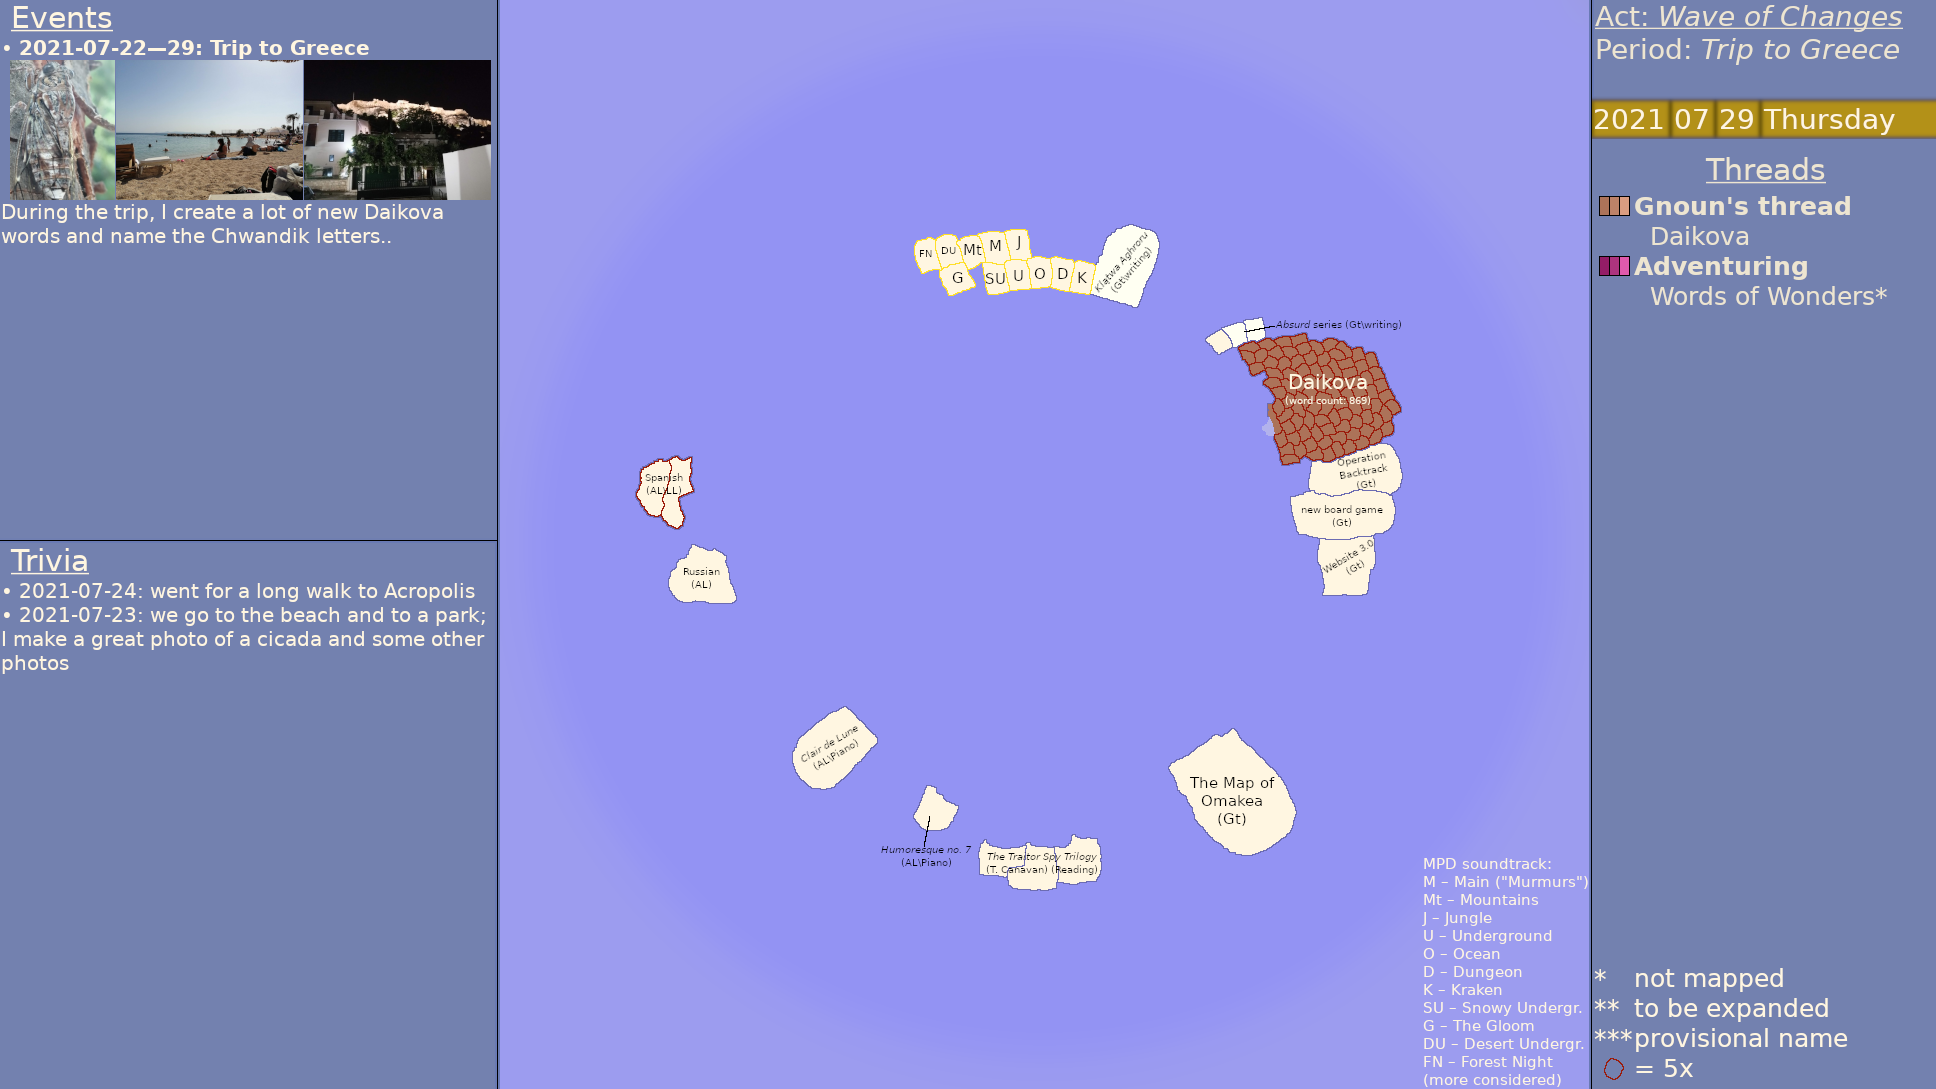 Events
• 2021-07-22—29: Trip to Greece
During the trip, I create a lot of new Daikova
words and name the Chwandik letters..
Trivia
• 2021-07-24: went for a long walk to Acropolis
• 2021-07-23: we go to the beach and to a park;
I make a great photo of a cicada and some other
photos
FN
DU
Mt
M
J
G
SU
U
O
D
K
Klątwa Aghroru
(Gt\writing)
Absurd series (Gt\writing)
Daikova
(word count: 869)
Operation
Backtrack
(Gt)
new board game
(Gt)
Website 3.0
(Gt)
Spanish
(AL\LL)
Russian
(AL)
Clair de Lune
(AL\Piano)
Humoresque no. 7
(AL\Piano)
The Traitor Spy Trilogy
(T. Canavan) (Reading)
The Map of
Omakea
(Gt)
MPD soundtrack:
M – Main ("Murmurs")
Mt – Mountains
J – Jungle
U – Underground
O – Ocean
D – Dungeon
K – Kraken
SU – Snowy Undergr.
G – The Gloom
DU – Desert Undergr.
FN – Forest Night
(more considered)
Act: Wave of Changes
Period: Trip to Greece
2021 07 29 Thursday
Threads
Gnoun's thread
Daikova
Adventuring
Words of Wonders*
* not mapped
** to be expanded
*** provisional name
= 5x